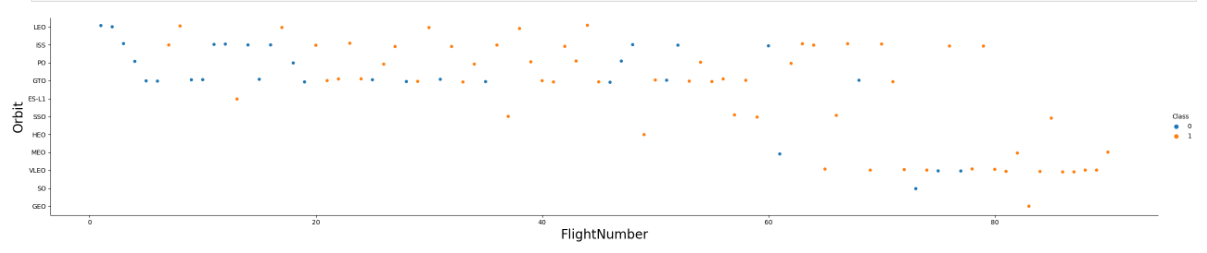 LEO
ISS
PO
GTO
ES-L1
SSO
HEO
MEO
VLEO
SO
GEO
Orbit
0
20
40
60
80
FlightNumber
Class
0
1